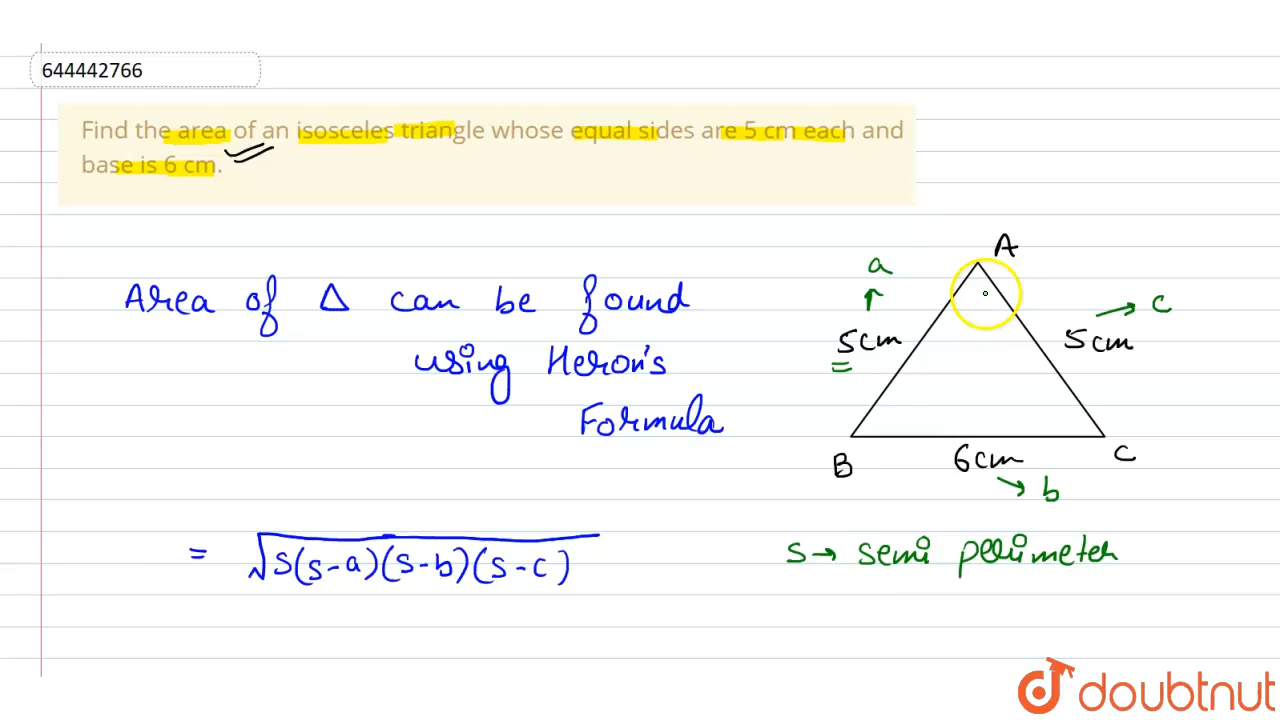 644442766
Find the area of an isosceles triangle whose equal sides are 5 cm each and
base is 6 cm.
Area of Δ can be found
using Heron's
Formula
= √s(s-a)(s-b)(s-c)
A
a
↑
5cm
=
→ c
5cm
B
6cm
C
→ b
s → semi perimeter
doubtnut